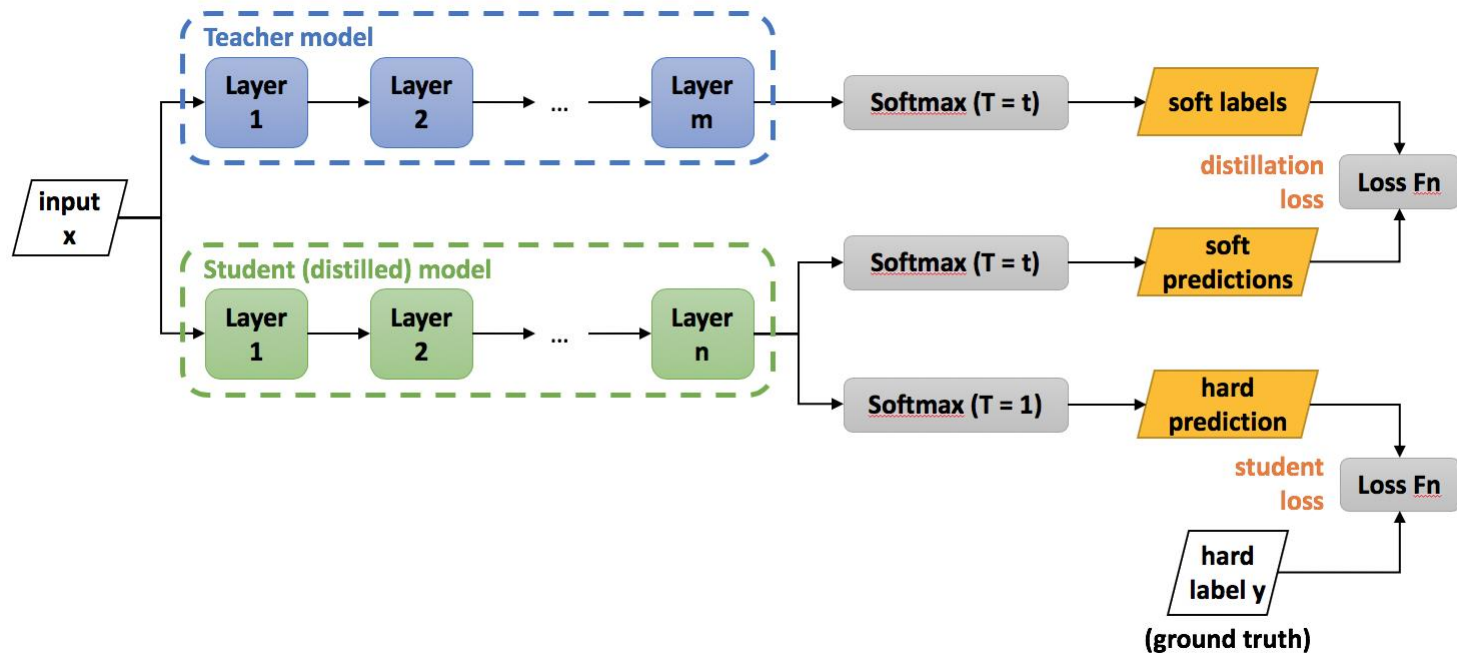 Teacher model
Layer
1
Layer
2
...
Layer
m
Softmax (T = t)
soft labels
input
x
distillation
loss
Loss Fn
Student (distilled) model
Layer
1
Layer
2
...
Layer
n
Softmax (T = t)
soft
predictions
Softmax (T = 1)
hard
prediction
student
loss
Loss Fn
hard
label y
(ground truth)